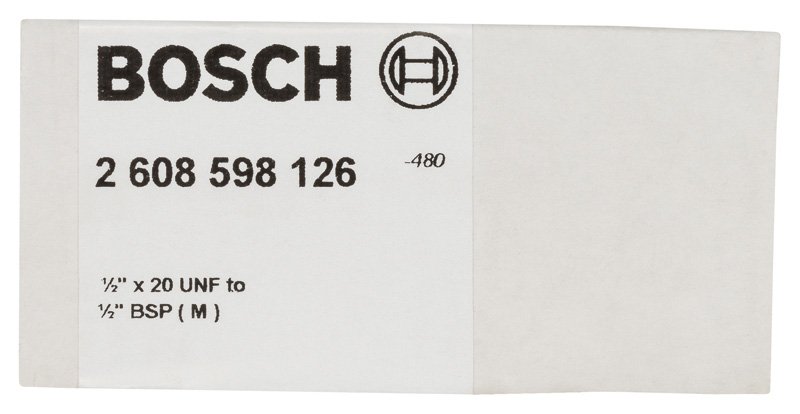 BOSCH
2 608 598 126 -480
½" x 20 UNF to
½" BSP ( M )